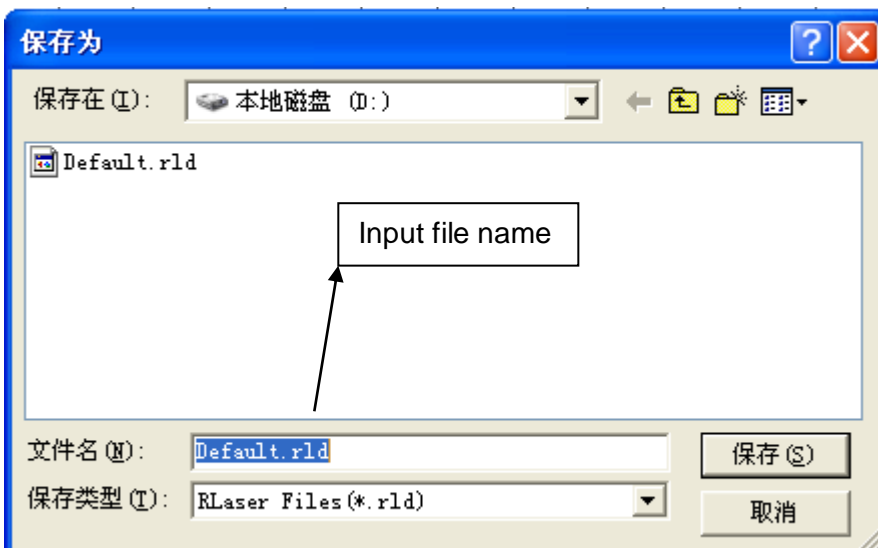 保存为
保存在(I): 本地磁盘 (D:)
Default.rld
Input file name
文件名(N): Default.rld 保存(S)
保存类型(T): RLaser Files(*.rld) 取消